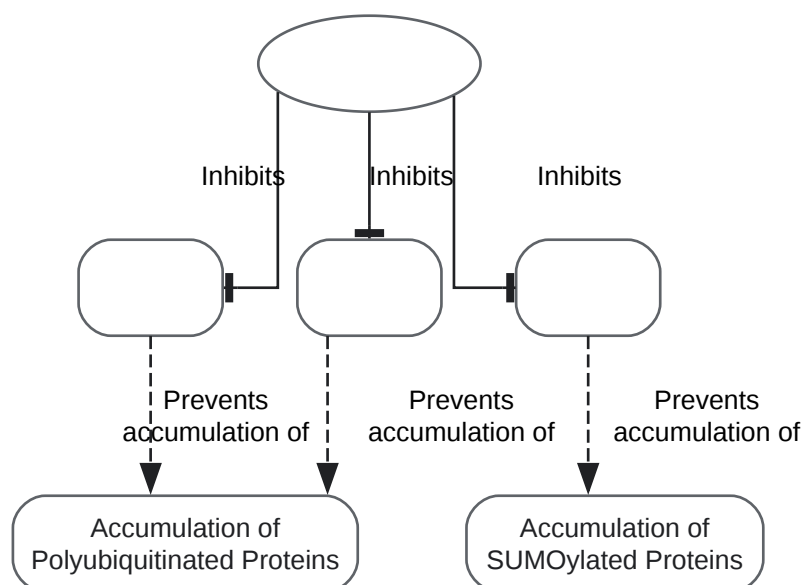 Inhibits
Inhibits
Inhibits
Prevents
accumulation of
Prevents
accumulation of
Prevents
accumulation of
Accumulation of
Polyubiquitinated Proteins
Accumulation of
SUMOylated Proteins